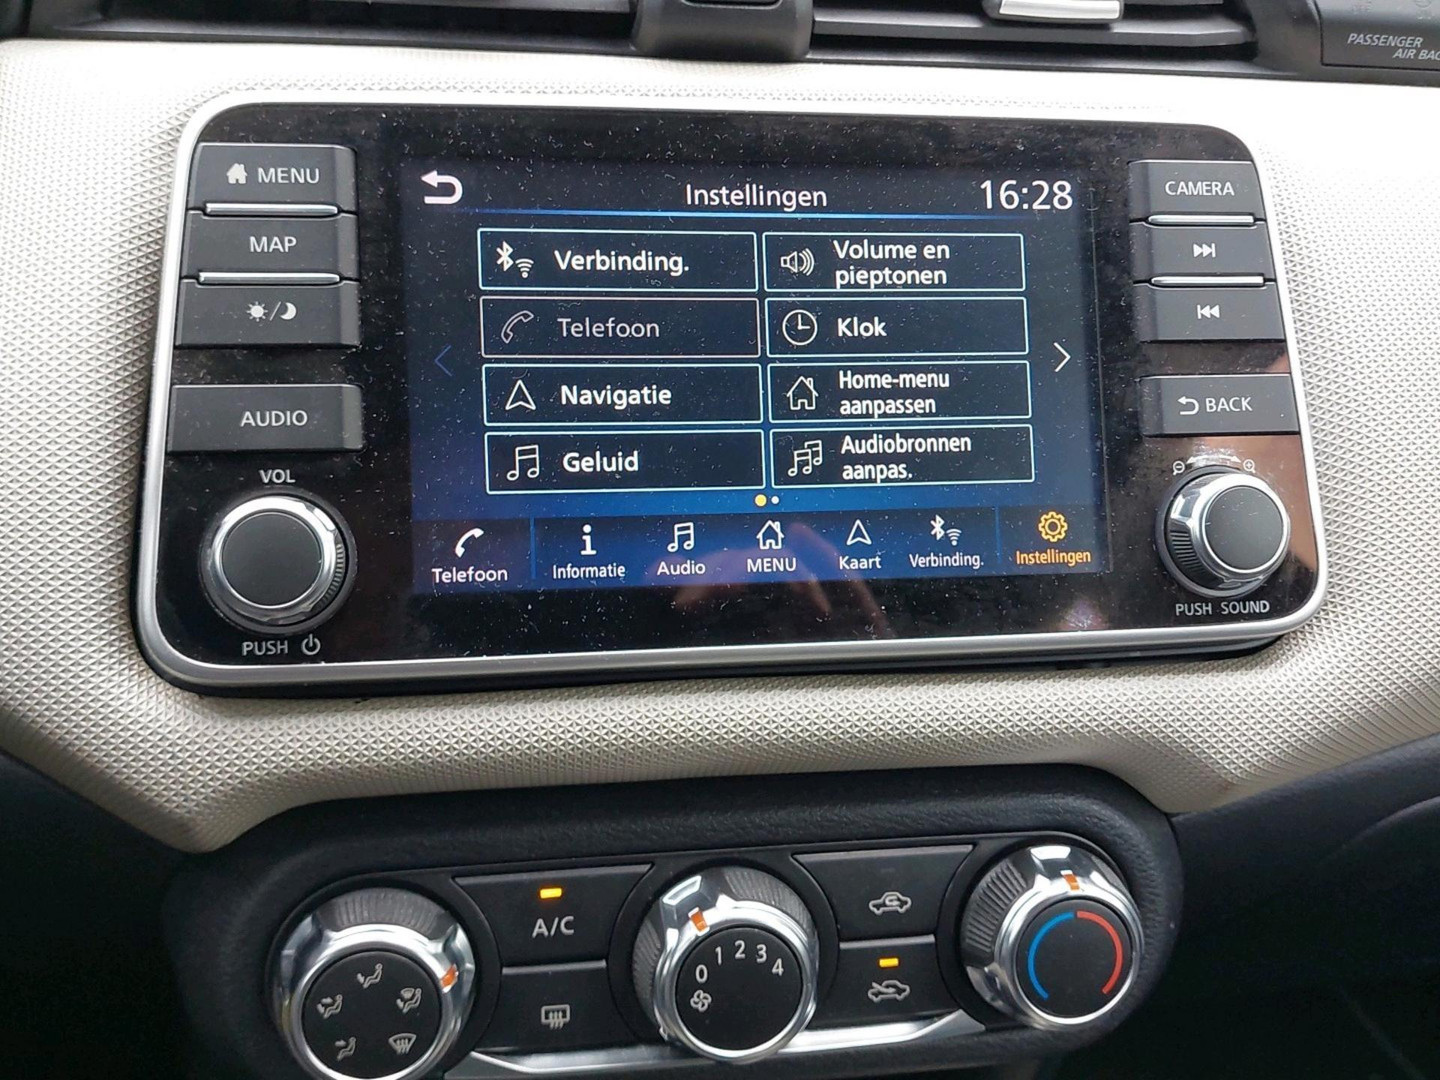 PASSENGER
AIR BAG
MENU
MAP
AUDIO
VOL
PUSH
Instellingen
16:28
Verbinding.
Volume en
pieptonen
Telefoon
Klok
Navigatie
Home-menu
aanpassen
Geluid
Audiobronnen
aanpas.
Telefoon
Informatie
Audio
MENU
Kaart
Verbinding.
Instellingen
CAMERA
BACK
PUSH SOUND
A/C
0 1 2 3 4